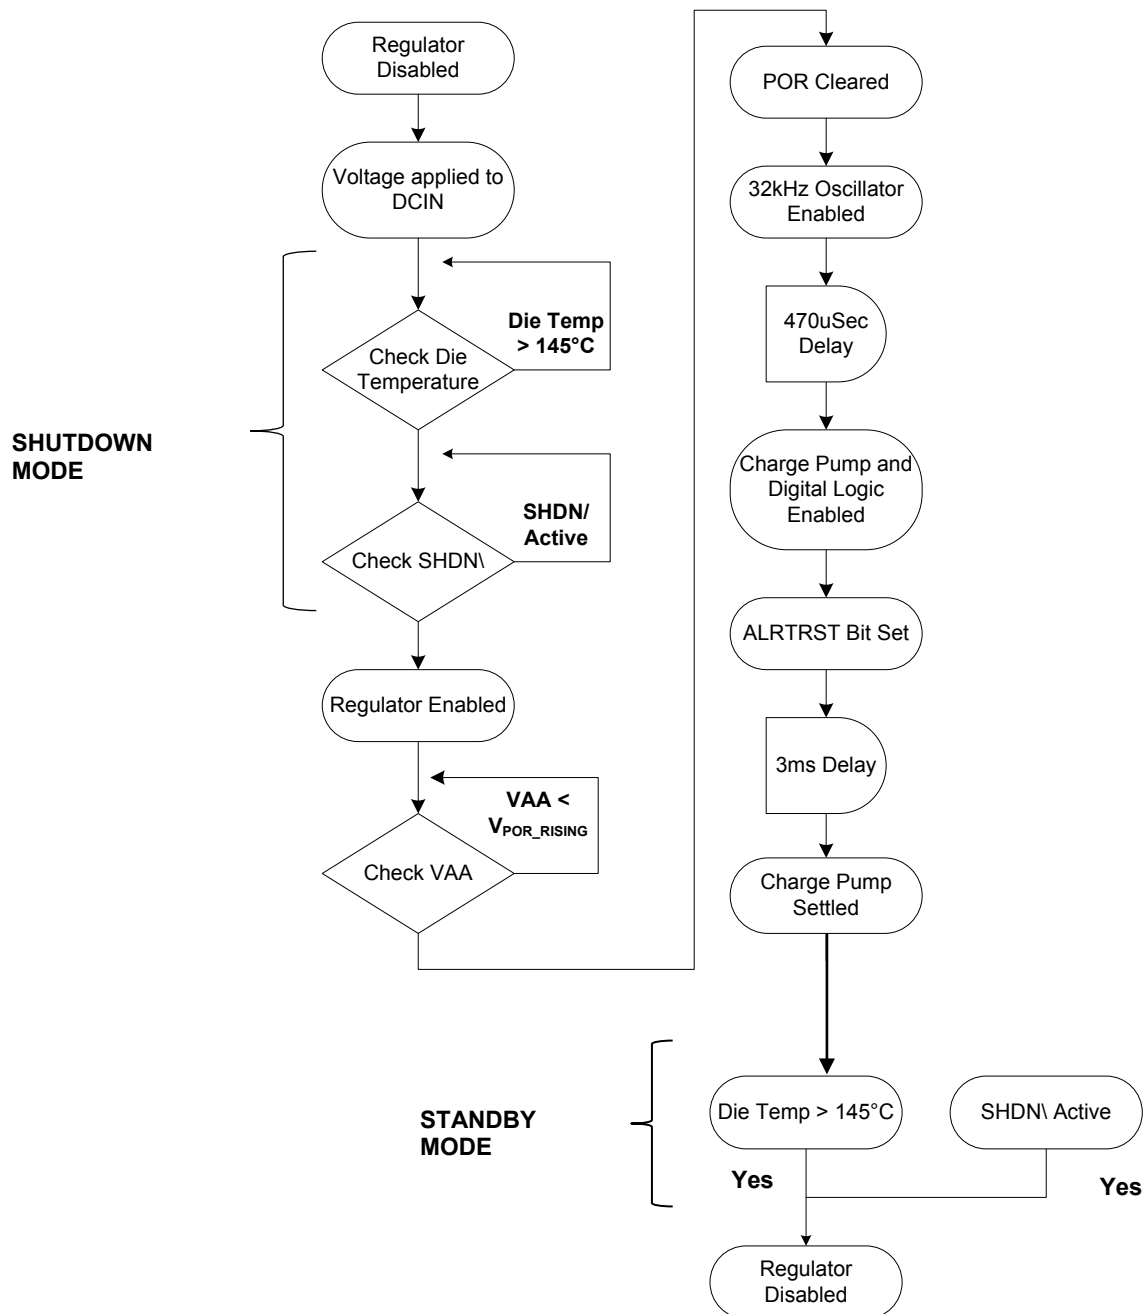 Regulator
Disabled
Voltage applied to
DCIN
Die Temp
> 145°C
Check Die
Temperature
SHUTDOWN
MODE
SHDN/
Active
Check SHDN\
Regulator Enabled
VAA <
VPOR_RISING
Check VAA
POR Cleared
32kHz Oscillator
Enabled
470uSec
Delay
Charge Pump and
Digital Logic
Enabled
ALRTRST Bit Set
3ms Delay
Charge Pump
Settled
STANDBY
MODE
Die Temp > 145°C
SHDN\ Active
Yes
Yes
Regulator
Disabled